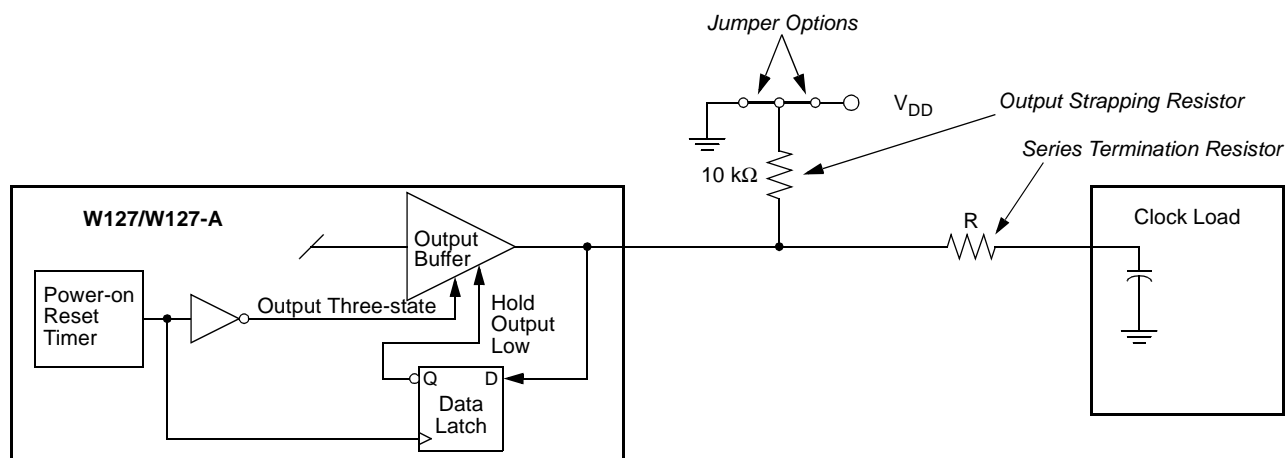 Jumper Options
V_DD
Output Strapping Resistor
Series Termination Resistor
10 kΩ
W127/W127-A
Output
Buffer
R
Clock Load
Power-on
Reset
Timer
Output Three-state
Hold
Output
Low
Q
D
Data
Latch